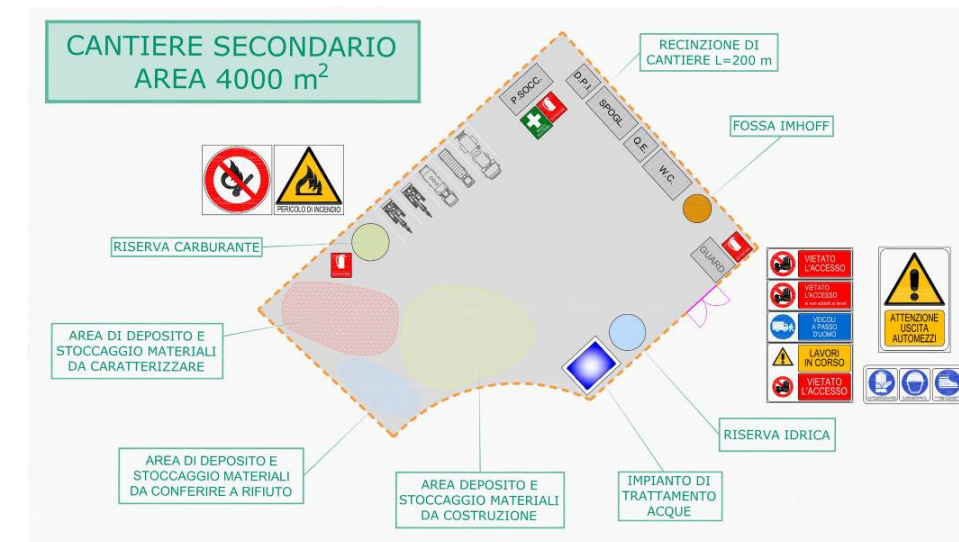 CANTIERE SECONDARIO
AREA 4000 m²
RECINZIONE DI
CANTIERE L=200 m
P.SOCC.
D.P.I.
SPOGL.
Q.E.
W.C.
FOSSA IMHOFF
PERICOLO DI INCENDIO
RISERVA CARBURANTE
GUARD.
VIETATO
L'ACCESSO
VIETATO
L'ACCESSO
VEICOLI
A PASSO
D'UOMO
LAVORI
IN CORSO
VIETATO
L'ACCESSO
ATTENZIONE
USCITA
AUTOMEZZI
AREA DI DEPOSITO E
STOCCAGGIO MATERIALI
DA CARATTERIZZARE
RISERVA IDRICA
AREA DI DEPOSITO E
STOCCAGGIO MATERIALI
DA CONFERIRE A RIFIUTO
AREA DEPOSITO E
STOCCAGGIO MATERIALI
DA COSTRUZIONE
IMPIANTO DI
TRATTAMENTO
ACQUE